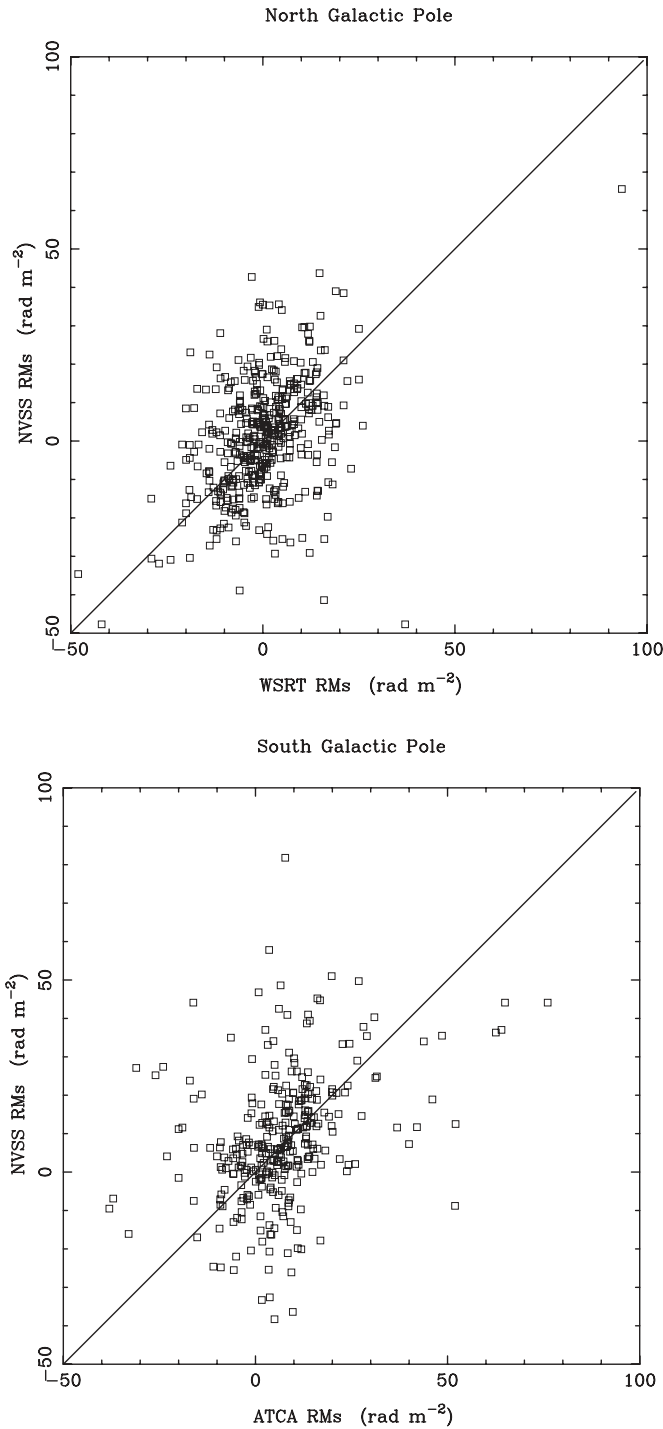 North Galactic Pole
100
50
0
−50
NVSS RMs (rad m⁻²)
−50 0 50 100
WSRT RMs (rad m⁻²)
South Galactic Pole
100
50
0
−50
NVSS RMs (rad m⁻²)
−50 0 50 100
ATCA RMs (rad m⁻²)